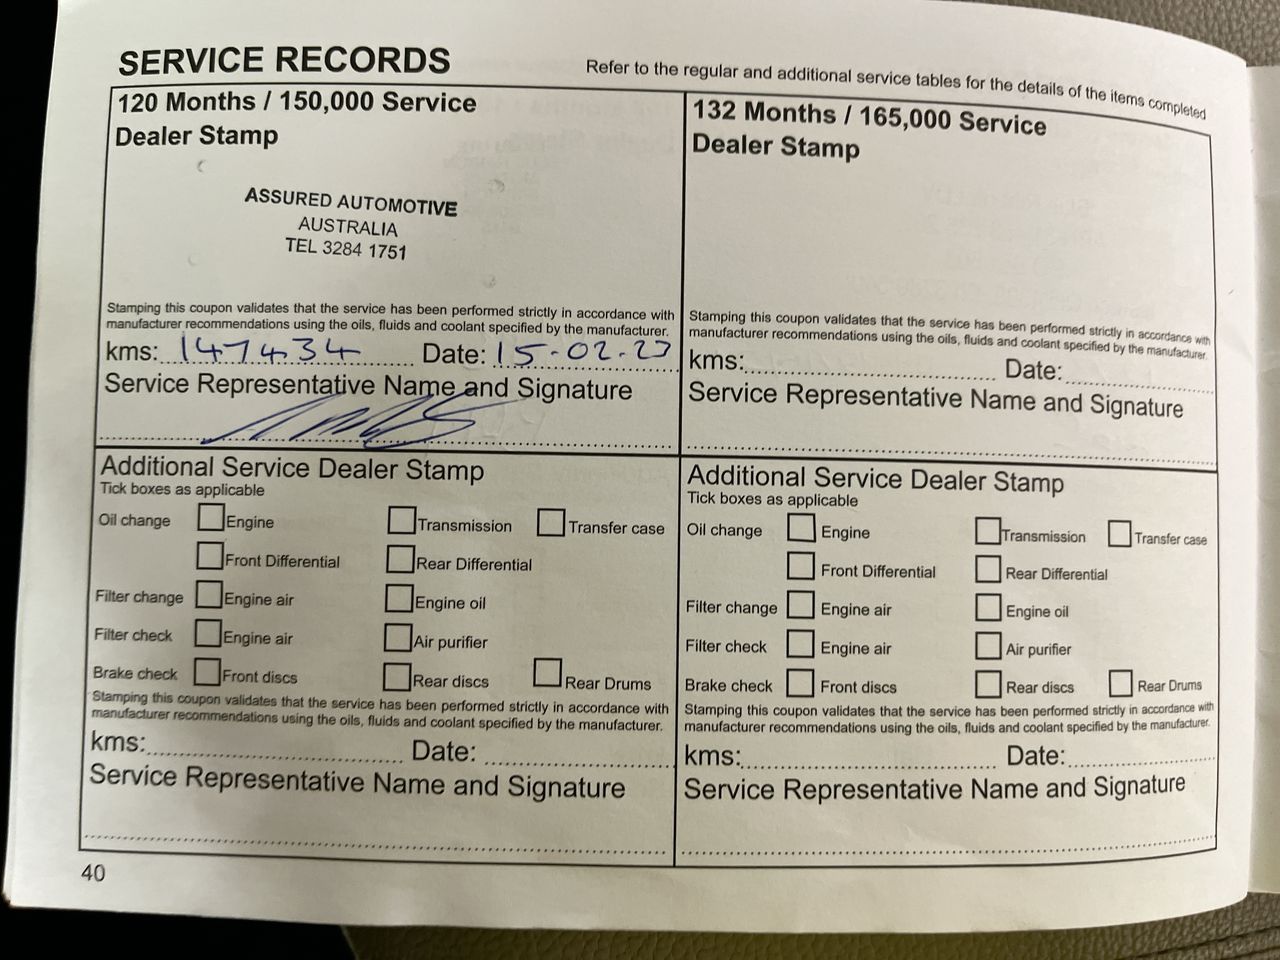 SERVICE RECORDS
Refer to the regular and additional service tables for the details of the items completed
120 Months / 150,000 Service
Dealer Stamp
ASSURED AUTOMOTIVE
AUSTRALIA
TEL 3284 1751
Stamping this coupon validates that the service has been performed strictly in accordance with
manufacturer recommendations using the oils, fluids and coolant specified by the manufacturer.
kms: 147434 Date: 15-02-23
Service Representative Name and Signature
132 Months / 165,000 Service
Dealer Stamp
Stamping this coupon validates that the service has been performed strictly in accordance with
manufacturer recommendations using the oils, fluids and coolant specified by the manufacturer.
kms: Date:
Service Representative Name and Signature
Additional Service Dealer Stamp
Tick boxes as applicable
Oil change Engine Transmission Transfer case
Front Differential Rear Differential
Filter change Engine air Engine oil
Filter check Engine air Air purifier
Brake check Front discs Rear discs Rear Drums
Stamping this coupon validates that the service has been performed strictly in accordance with
manufacturer recommendations using the oils, fluids and coolant specified by the manufacturer.
kms: Date:
Service Representative Name and Signature
Additional Service Dealer Stamp
Tick boxes as applicable
Oil change Engine Transmission Transfer case
Front Differential Rear Differential
Filter change Engine air Engine oil
Filter check Engine air Air purifier
Brake check Front discs Rear discs Rear Drums
Stamping this coupon validates that the service has been performed strictly in accordance with
manufacturer recommendations using the oils, fluids and coolant specified by the manufacturer.
kms: Date:
Service Representative Name and Signature
40